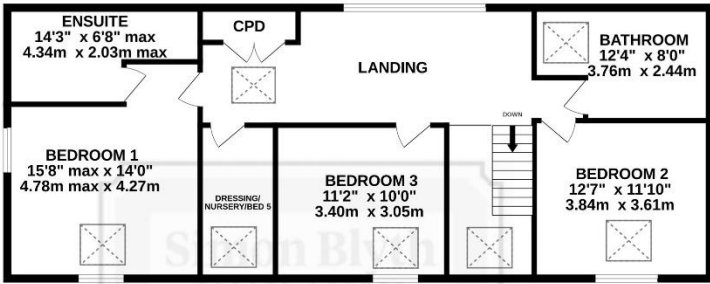 ENSUITE
14'3" x 6'8" max
4.34m x 2.03m max
CPD
LANDING
BATHROOM
12'4" x 8'0"
3.76m x 2.44m
DOWN
BEDROOM 1
15'8" max x 14'0"
4.78m max x 4.27m
DRESSING/
NURSERY/BED 5
BEDROOM 3
11'2" x 10'0"
3.40m x 3.05m
BEDROOM 2
12'7" x 11'10"
3.84m x 3.61m
Simon Blyth